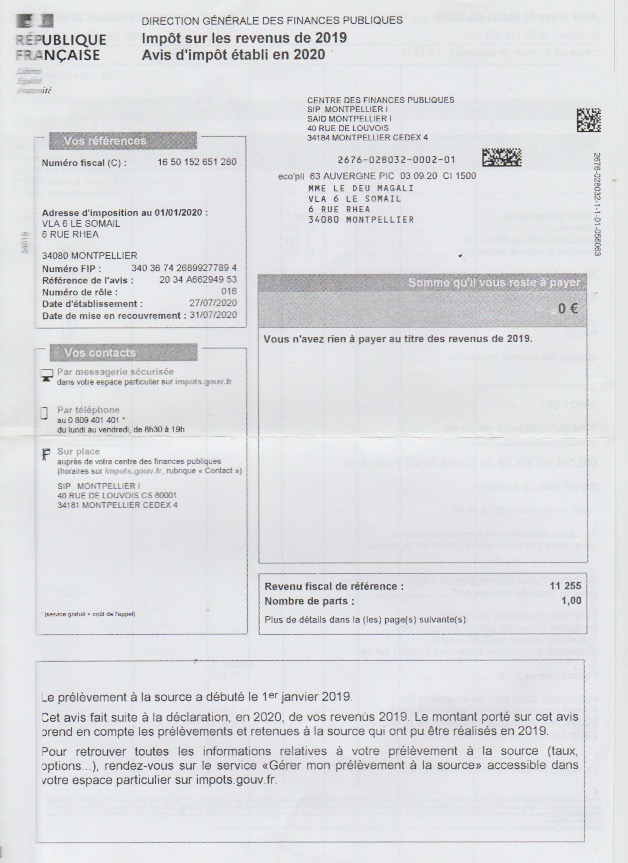 RÉPUBLIQUE
FRANÇAISE
Liberté
Égalité
Fraternité
DIRECTION GÉNÉRALE DES FINANCES PUBLIQUES
Impôt sur les revenus de 2019
Avis d'impôt établi en 2020
CENTRE DES FINANCES PUBLIQUES
SIP MONTPELLIER I
SAID MONTPELLIER I
40 RUE DE LOUVOIS
34184 MONTPELLIER CEDEX 4
2676-028032-0002-01
eco'pli 63 AUVERGNE PIC 03.09.20 CI 1500
MME LE DEU MAGALI
VLA 6 LE SOMAIL
6 RUE RHEA
34080 MONTPELLIER
2676-028032-1-1-01-056063
34019
Vos références
Numéro fiscal (C) : 16 50 152 651 280
Adresse d'imposition au 01/01/2020 :
VLA 6 LE SOMAIL
6 RUE RHEA
34080 MONTPELLIER
Numéro FIP : 340 36 74 2689927789 4
Référence de l'avis : 20 34 A662949 53
Numéro de rôle : 016
Date d'établissement : 27/07/2020
Date de mise en recouvrement : 31/07/2020
Somme qu'il vous reste à payer
0 €
Vous n'avez rien à payer au titre des revenus de 2019.
Vos contacts
Par messagerie sécurisée
dans votre espace particulier sur impots.gouv.fr
Par téléphone
au 0 809 401 401 *
du lundi au vendredi, de 8h30 à 19h
Sur place
auprès de votre centre des finances publiques
(horaires sur impots.gouv.fr, rubrique « Contact »)
SIP MONTPELLIER I
40 RUE DE LOUVOIS CS 80001
34181 MONTPELLIER CEDEX 4
* (service gratuit + coût de l'appel)
Revenu fiscal de référence : 11 255
Nombre de parts : 1,00
Plus de détails dans la (les) page(s) suivante(s)
Le prélèvement à la source a débuté le 1er janvier 2019.
Cet avis fait suite à la déclaration, en 2020, de vos revenus 2019. Le montant porté sur cet avis
prend en compte les prélèvements et retenues à la source qui ont pu être réalisés en 2019.
Pour retrouver toutes les informations relatives à votre prélèvement à la source (taux,
options...), rendez-vous sur le service «Gérer mon prélèvement à la source» accessible dans
votre espace particulier sur impots.gouv.fr.